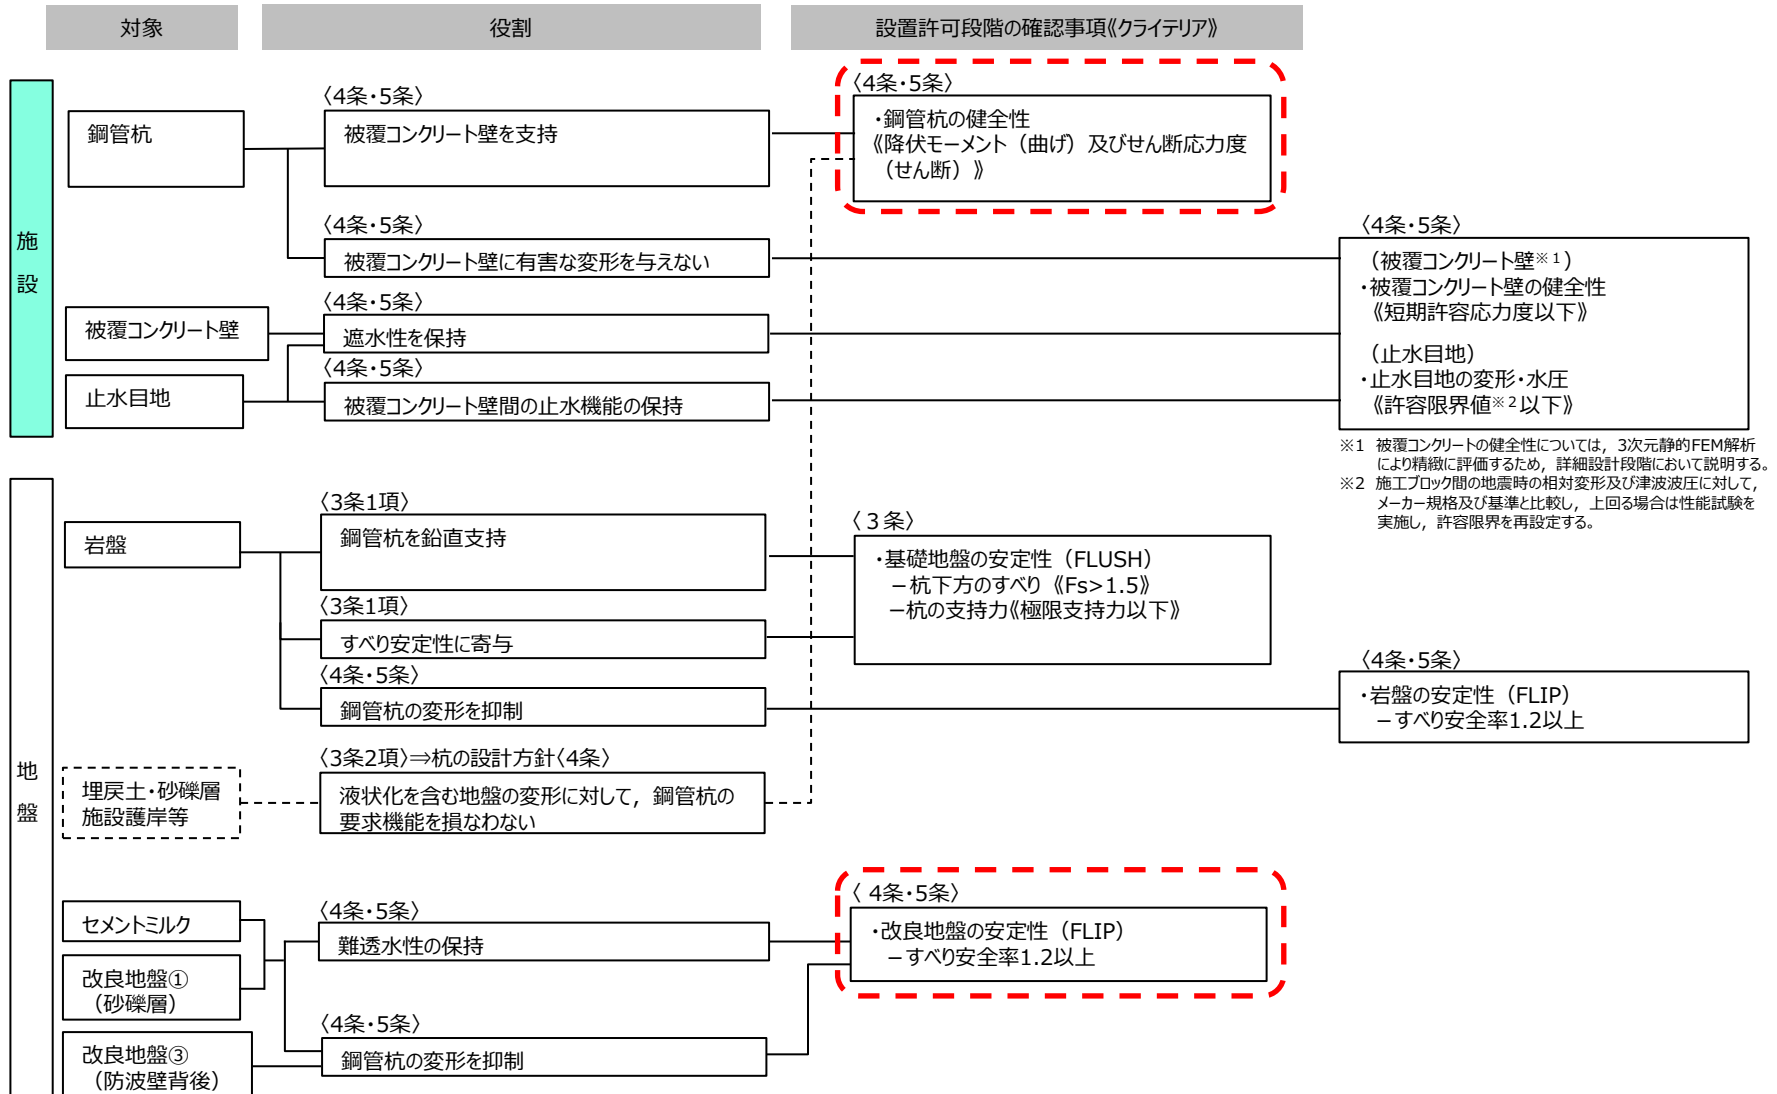 対象
役割
設置許可段階の確認事項《クライテリア》
施設
鋼管杭
〈4条・5条〉
被覆コンクリート壁を支持
〈4条・5条〉
・鋼管杭の健全性
《降伏モーメント（曲げ）及びせん断応力度
（せん断）》
〈4条・5条〉
被覆コンクリート壁に有害な変形を与えない
被覆コンクリート壁
〈4条・5条〉
遮水性を保持
止水目地
〈4条・5条〉
被覆コンクリート壁間の止水機能の保持
〈4条・5条〉
（被覆コンクリート壁※1）
・被覆コンクリート壁の健全性
《短期許容応力度以下》
（止水目地）
・止水目地の変形・水圧
《許容限界値※2以下》
※1 被覆コンクリートの健全性については，3次元静的FEM解析
により精緻に評価するため，詳細設計段階において説明する。
※2 施工ブロック間の地震時の相対変形及び津波波圧に対して，
メーカー規格及び基準と比較し，上回る場合は性能試験を
実施し，許容限界を再設定する。
地盤
岩盤
〈3条1項〉
鋼管杭を鉛直支持
〈3条1項〉
すべり安定性に寄与
〈3条〉
・基礎地盤の安定性（FLUSH）
－杭下方のすべり《Fs>1.5》
－杭の支持力《極限支持力以下》
〈4条・5条〉
鋼管杭の変形を抑制
〈4条・5条〉
・岩盤の安定性（FLIP）
－すべり安全率1.2以上
埋戻土・砂礫層
施設護岸等
〈3条2項〉⇒杭の設計方針〈4条〉
液状化を含む地盤の変形に対して，鋼管杭の
要求機能を損なわない
セメントミルク
改良地盤①
（砂礫層）
〈4条・5条〉
難透水性の保持
〈4条・5条〉
・改良地盤の安定性（FLIP）
－すべり安全率1.2以上
改良地盤③
（防波壁背後）
〈4条・5条〉
鋼管杭の変形を抑制